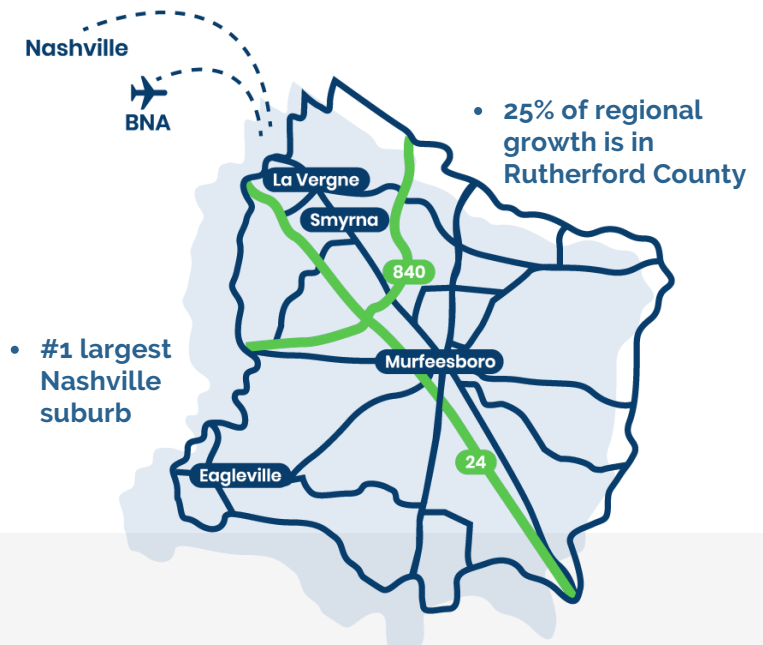 Nashville
BNA
• 25% of regional
growth is in
Rutherford County
La Vergne
Smyrna
840
• #1 largest
Nashville
suburb
Murfeesboro
24
Eagleville